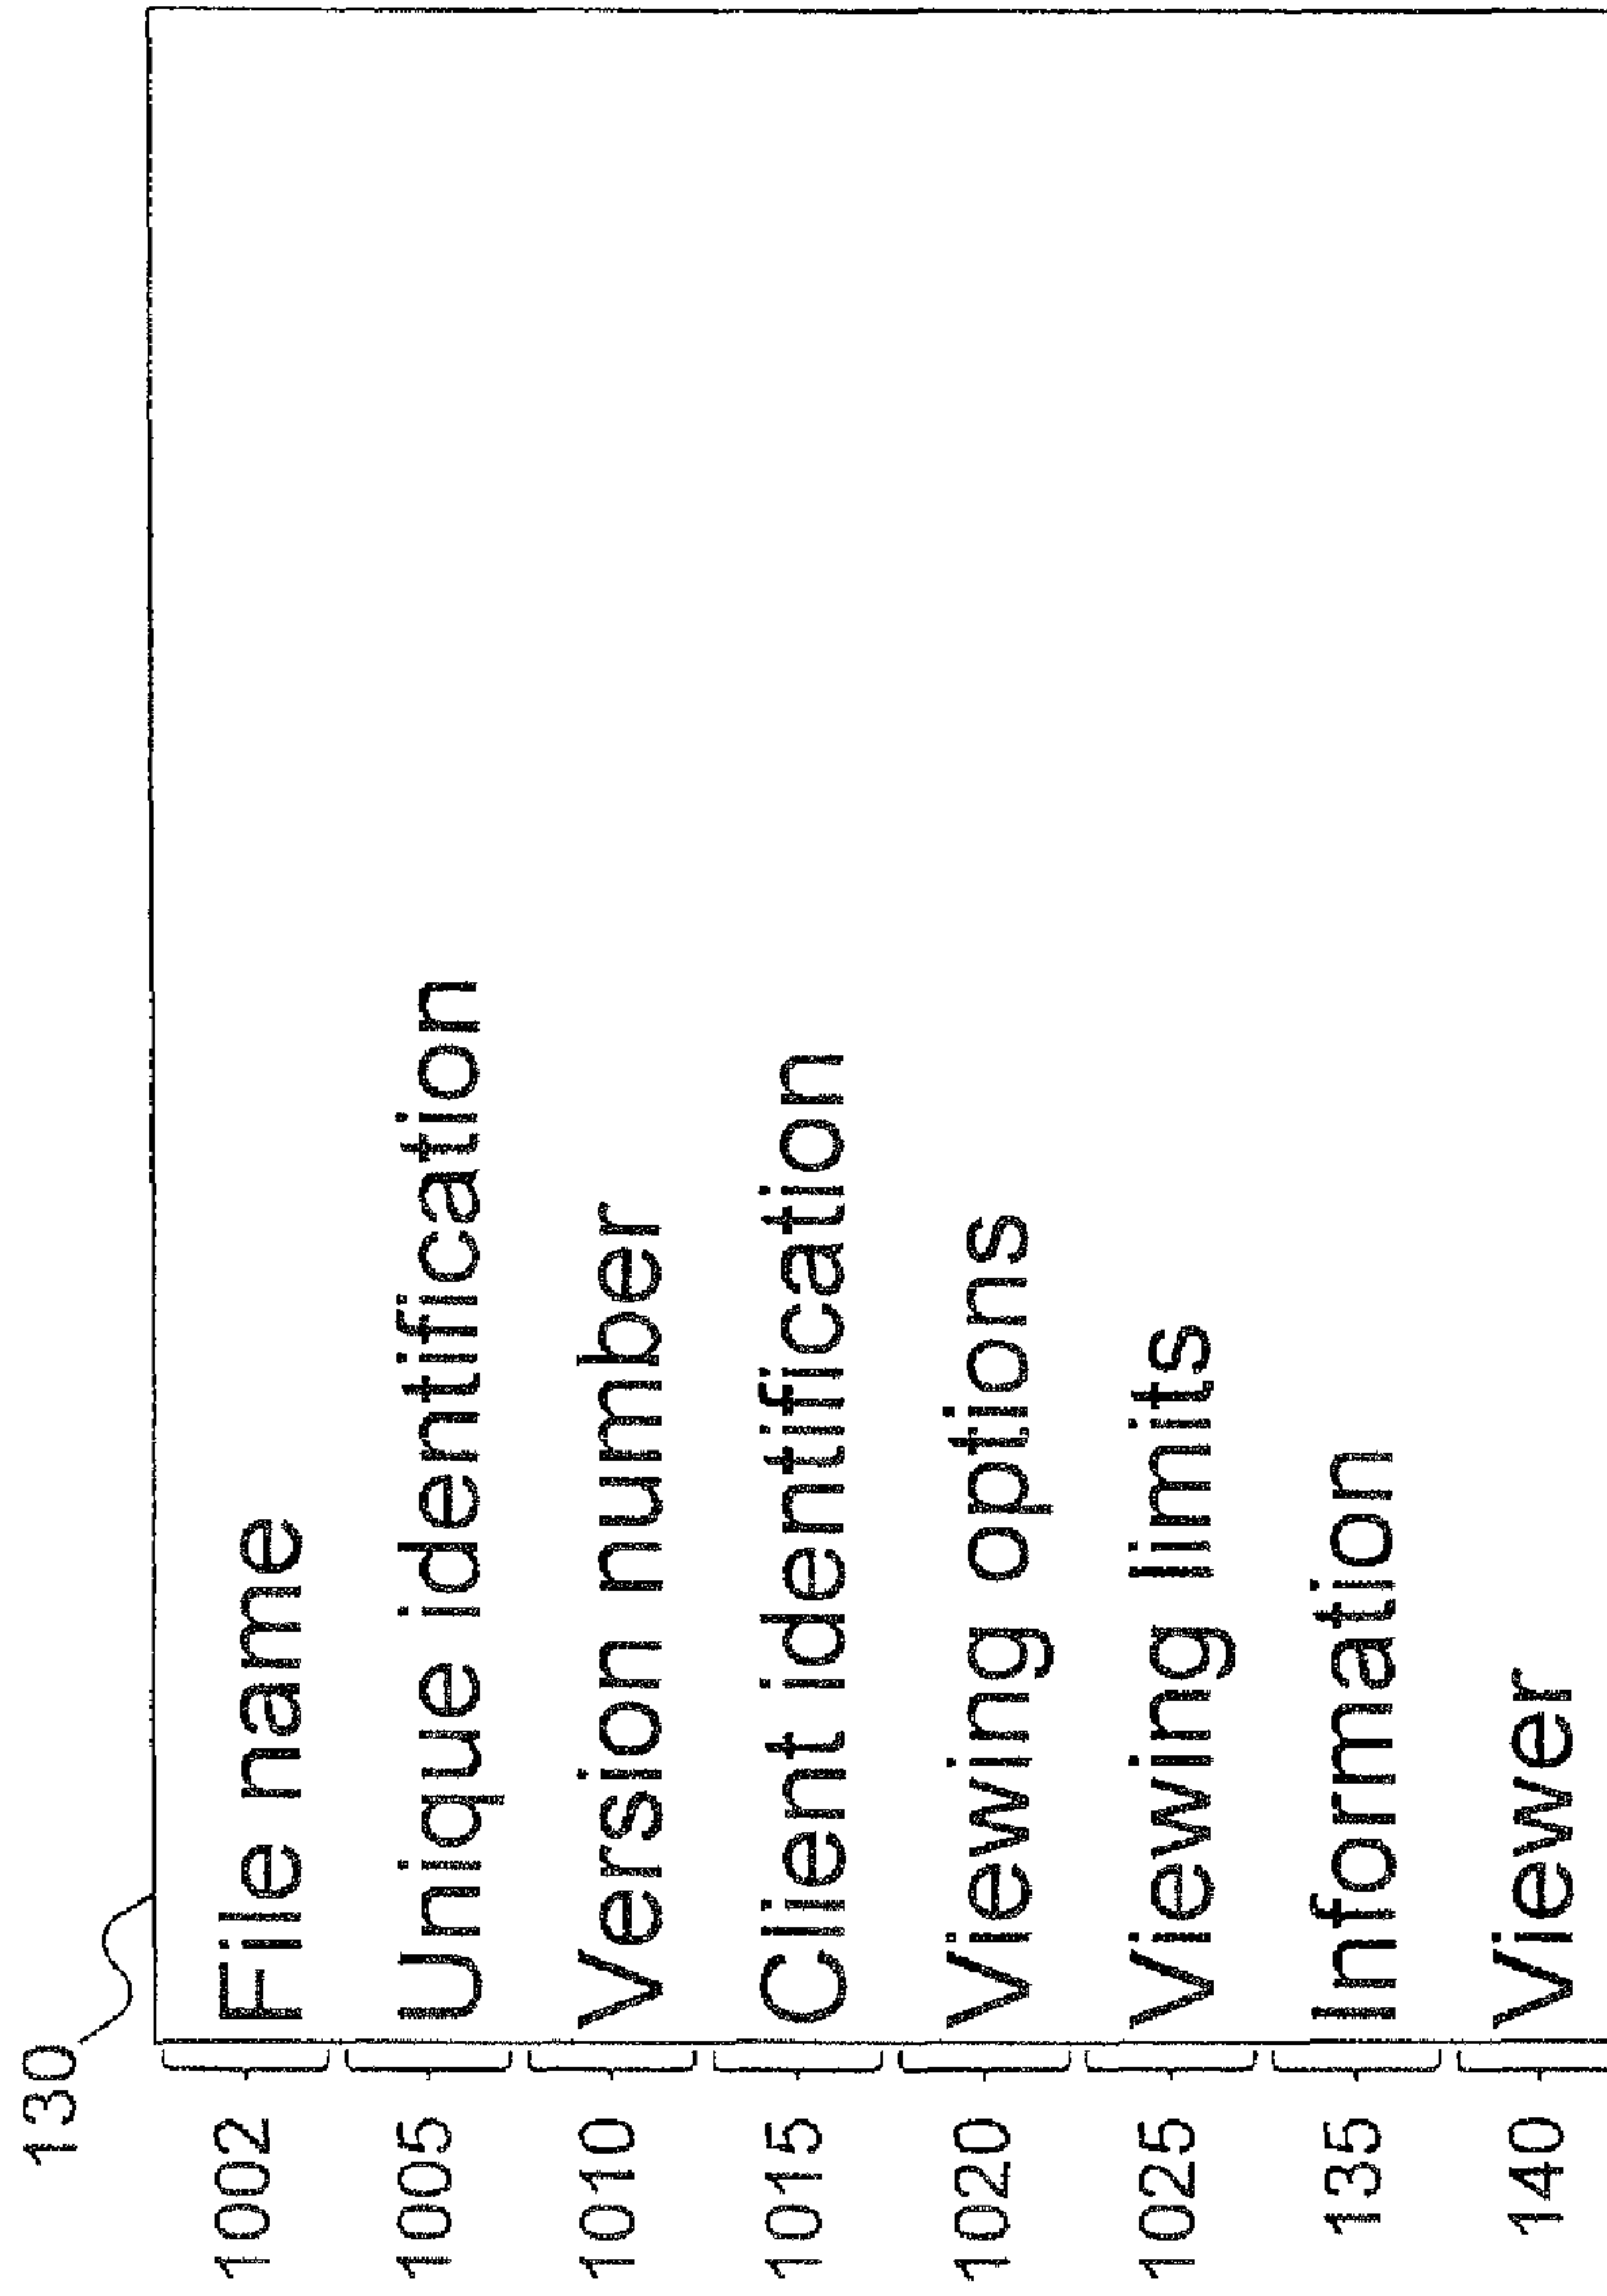 130
1002 File name
1005 Unique identification
1010 Version number
1015 Client identification
1020 Viewing options
1025 Viewing limits
135 Information
140 Viewer